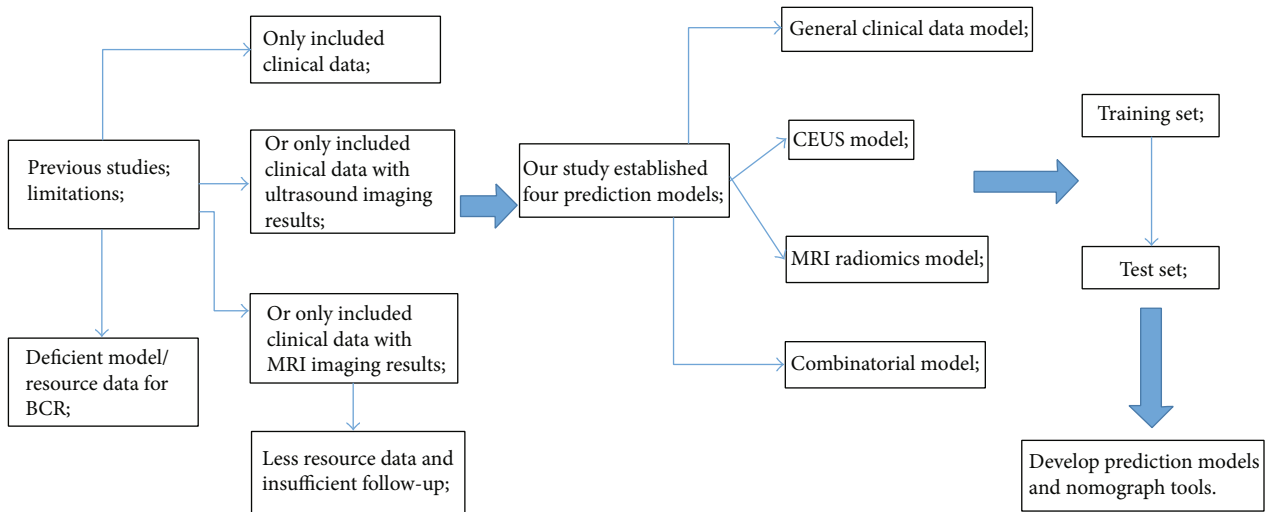 Previous studies;
limitations;
Only included
clinical data;
Or only included
clinical data with
ultrasound imaging
results;
Or only included
clinical data with
MRI imaging results;
Deficient model/
resource data for
BCR;
Less resource data and
insufficient follow-up;
Our study established
four prediction models;
General clinical data model;
CEUS model;
MRI radiomics model;
Combinatorial model;
Training set;
Test set;
Develop prediction models
and nomograph tools.